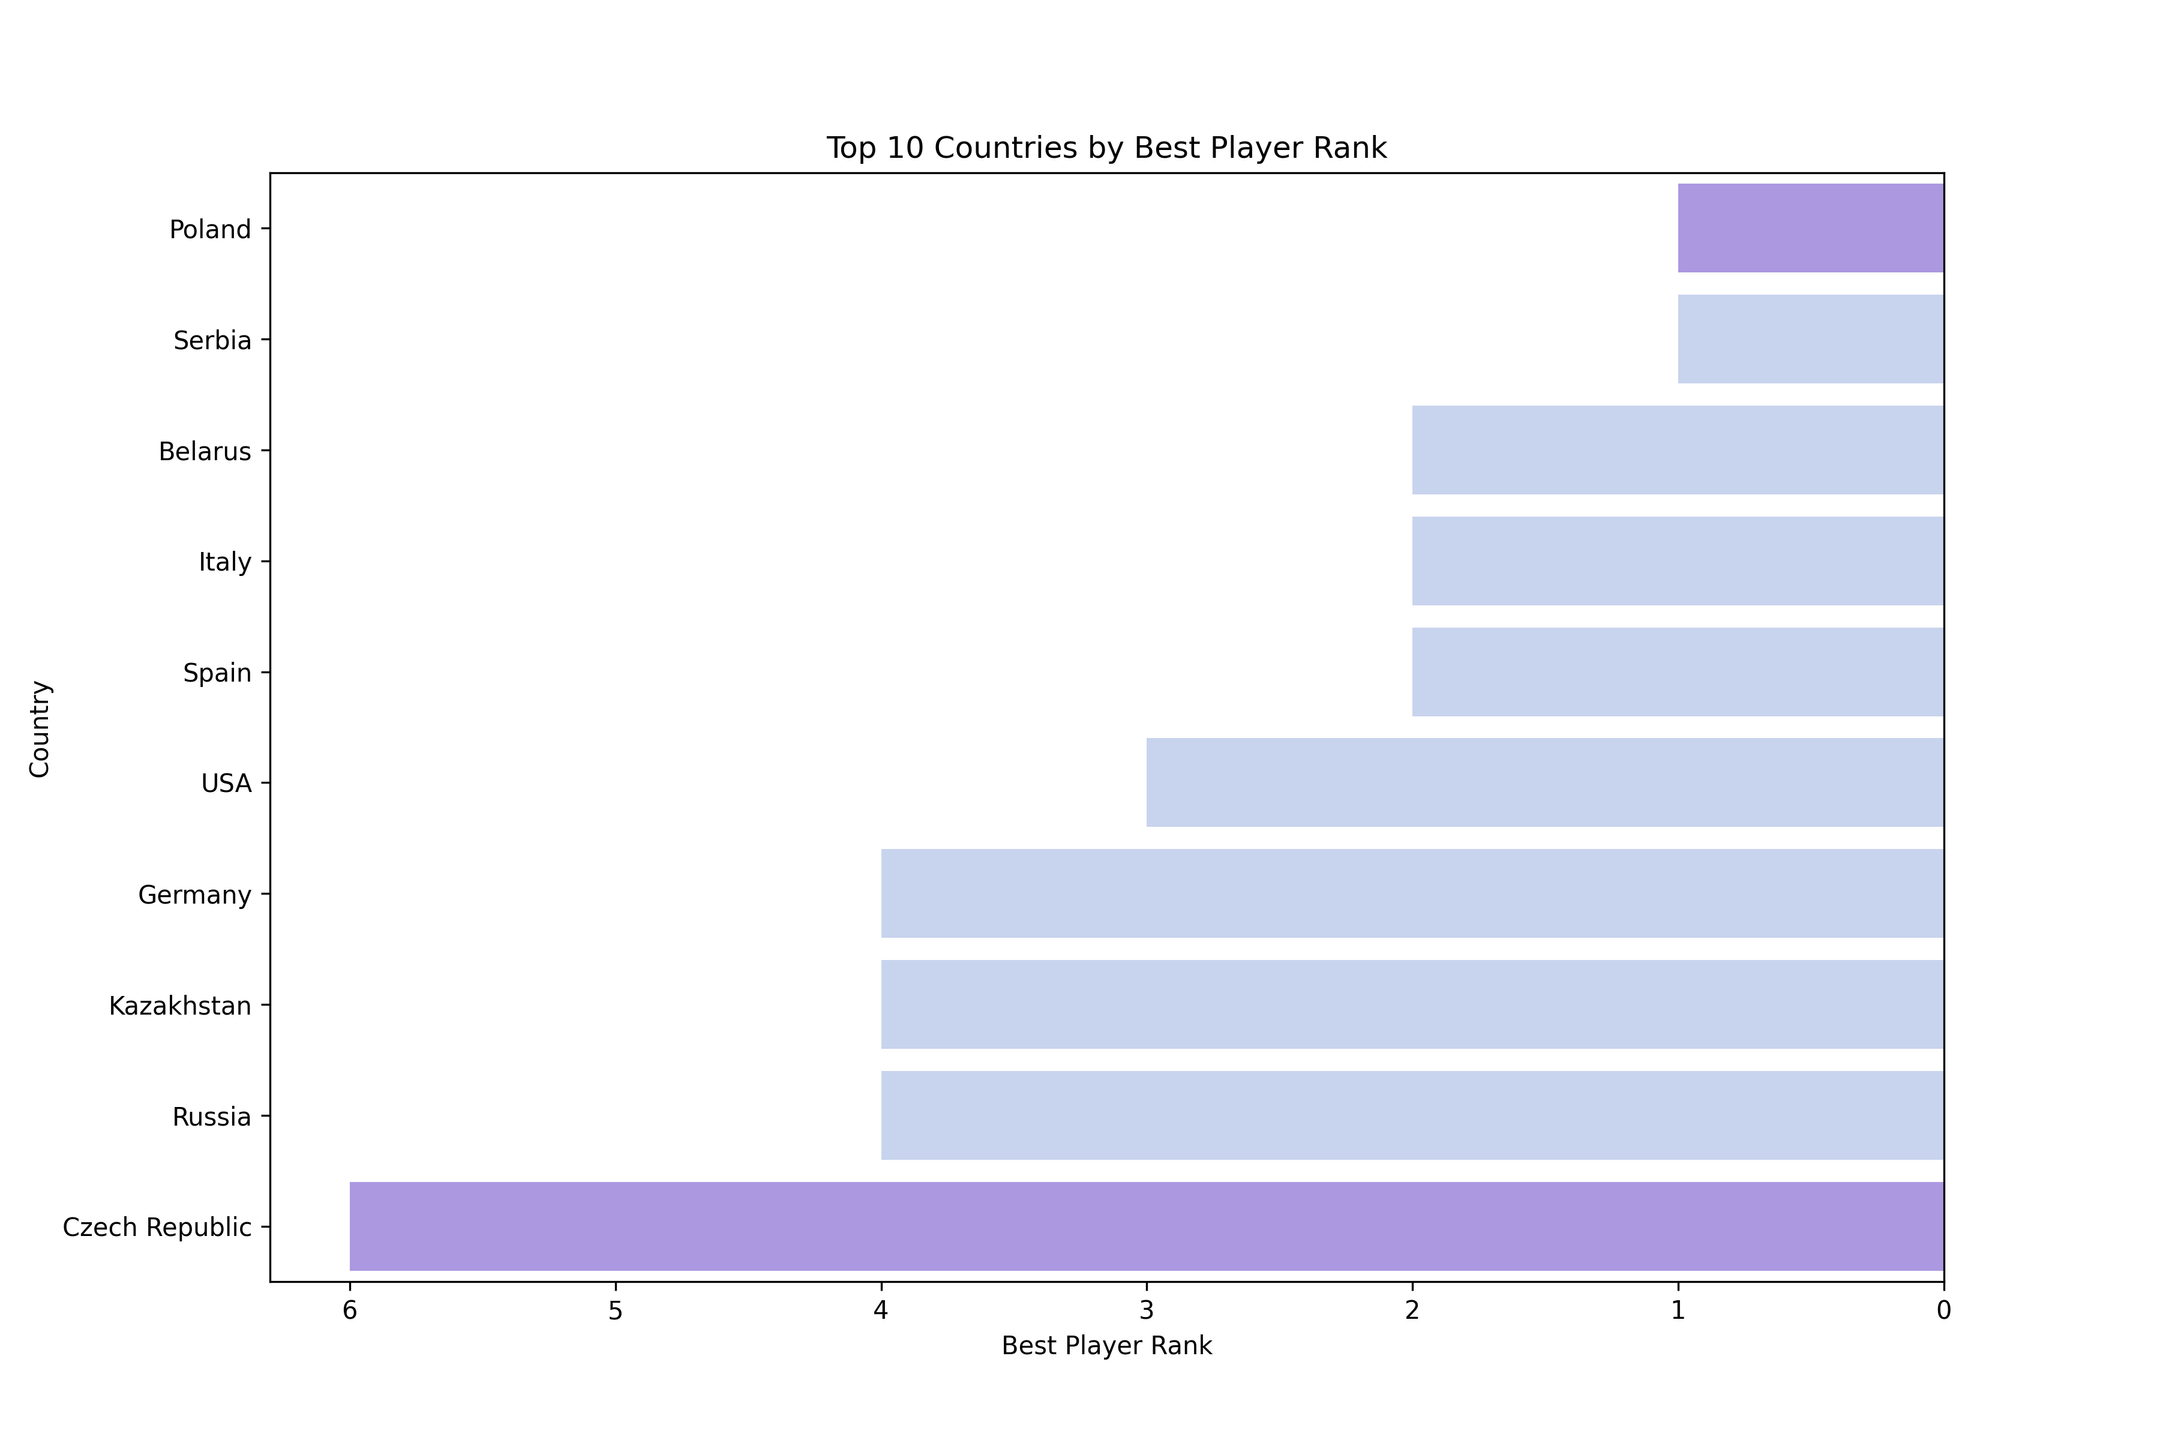 Top 10 Countries by Best Player Rank
Country
Poland
Serbia
Belarus
Italy
Spain
USA
Germany
Kazakhstan
Russia
Czech Republic
6 5 4 3 2 1 0
Best Player Rank